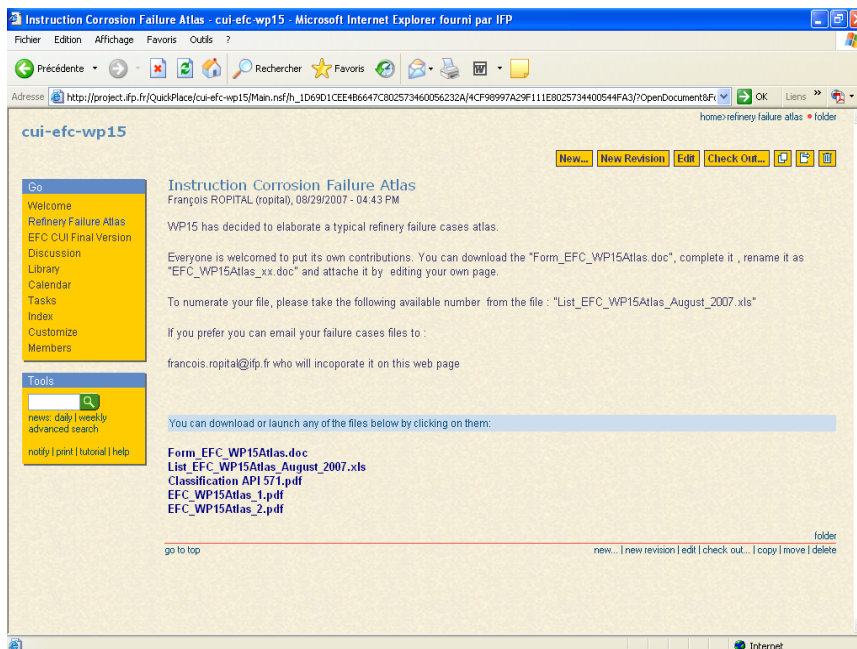 Instruction Corrosion Failure Atlas - cui-efc-wp15 - Microsoft Internet Explorer fourni par IFP
Fichier Edition Affichage Favoris Outils ?
Précédente Rechercher Favoris
Adresse http://project.ifp.fr/QuickPlace/cui-efc-wp15/Main.nsf/h_1D69D1CEE4B6647C802573460056232A/4CF98997A29F111E8025734400544FA3/?OpenDocument&Fo OK Liens »
home>refinery failure atlas • folder
cui-efc-wp15
New... New Revision Edit Check Out...
Go
Welcome
Refinery Failure Atlas
EFC CUI Final Version
Discussion
Library
Calendar
Tasks
Index
Customize
Members
Tools
news: daily | weekly
advanced search
notify | print | tutorial | help
Instruction Corrosion Failure Atlas
François ROPITAL (ropital), 08/29/2007 - 04:43 PM
WP15 has decided to elaborate a typical refinery failure cases atlas.
Everyone is welcomed to put its own contributions. You can download the "Form_EFC_WP15Atlas.doc", complete it , rename it as
"EFC_WP15Atlas_xx.doc" and attache it by editing your own page.
To numerate your file, please take the following available number from the file : "List_EFC_WP15Atlas_August_2007.xls"
If you prefer you can email your failure cases files to :
francois.ropital@ifp.fr who will incoporate it on this web page
You can download or launch any of the files below by clicking on them:
Form_EFC_WP15Atlas.doc
List_EFC_WP15Atlas_August_2007.xls
Classification API 571.pdf
EFC_WP15Atlas_1.pdf
EFC_WP15Atlas_2.pdf
folder
go to top
new... | new revision | edit | check out... | copy | move | delete
Internet